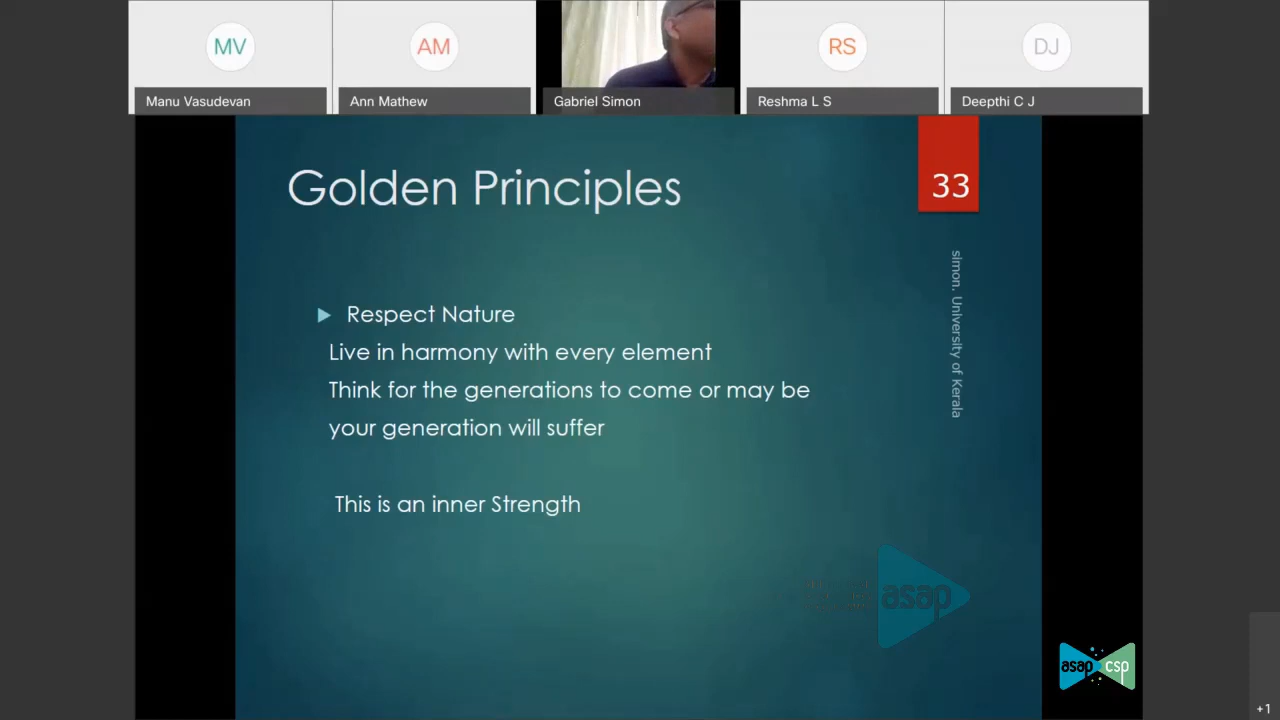 MV
AM
RS
DJ
Manu Vasudevan
Ann Mathew
Gabriel Simon
Reshma L S
Deepthi C J
Golden Principles
33
simon. University of Kerala
Respect Nature
Live in harmony with every element
Think for the generations to come or may be
your generation will suffer
This is an inner Strength
asap
asap csp
+1